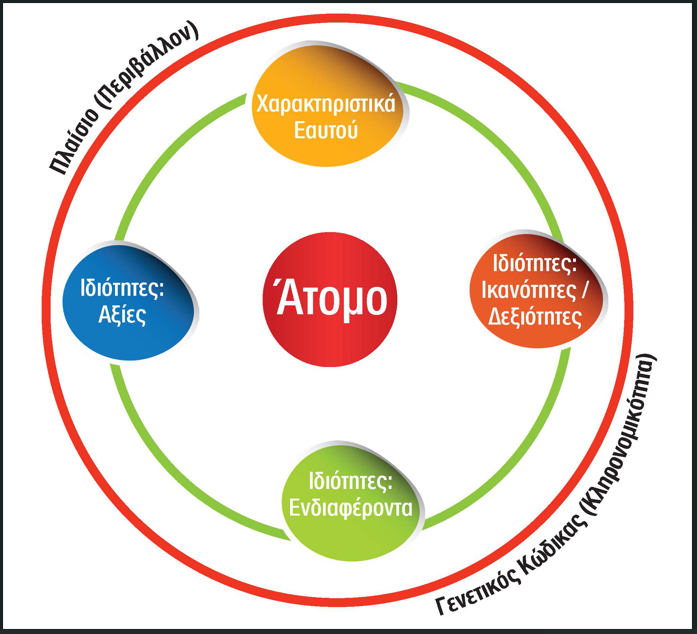 Πλαίσιο (Περιβάλλον)
Χαρακτηριστικά
Εαυτού
Ιδιότητες:
Αξίες
Άτομο
Ιδιότητες:
Ικανότητες /
Δεξιότητες
Ιδιότητες:
Ενδιαφέροντα
Γενετικός Κώδικας (Κληρονομικότητα)